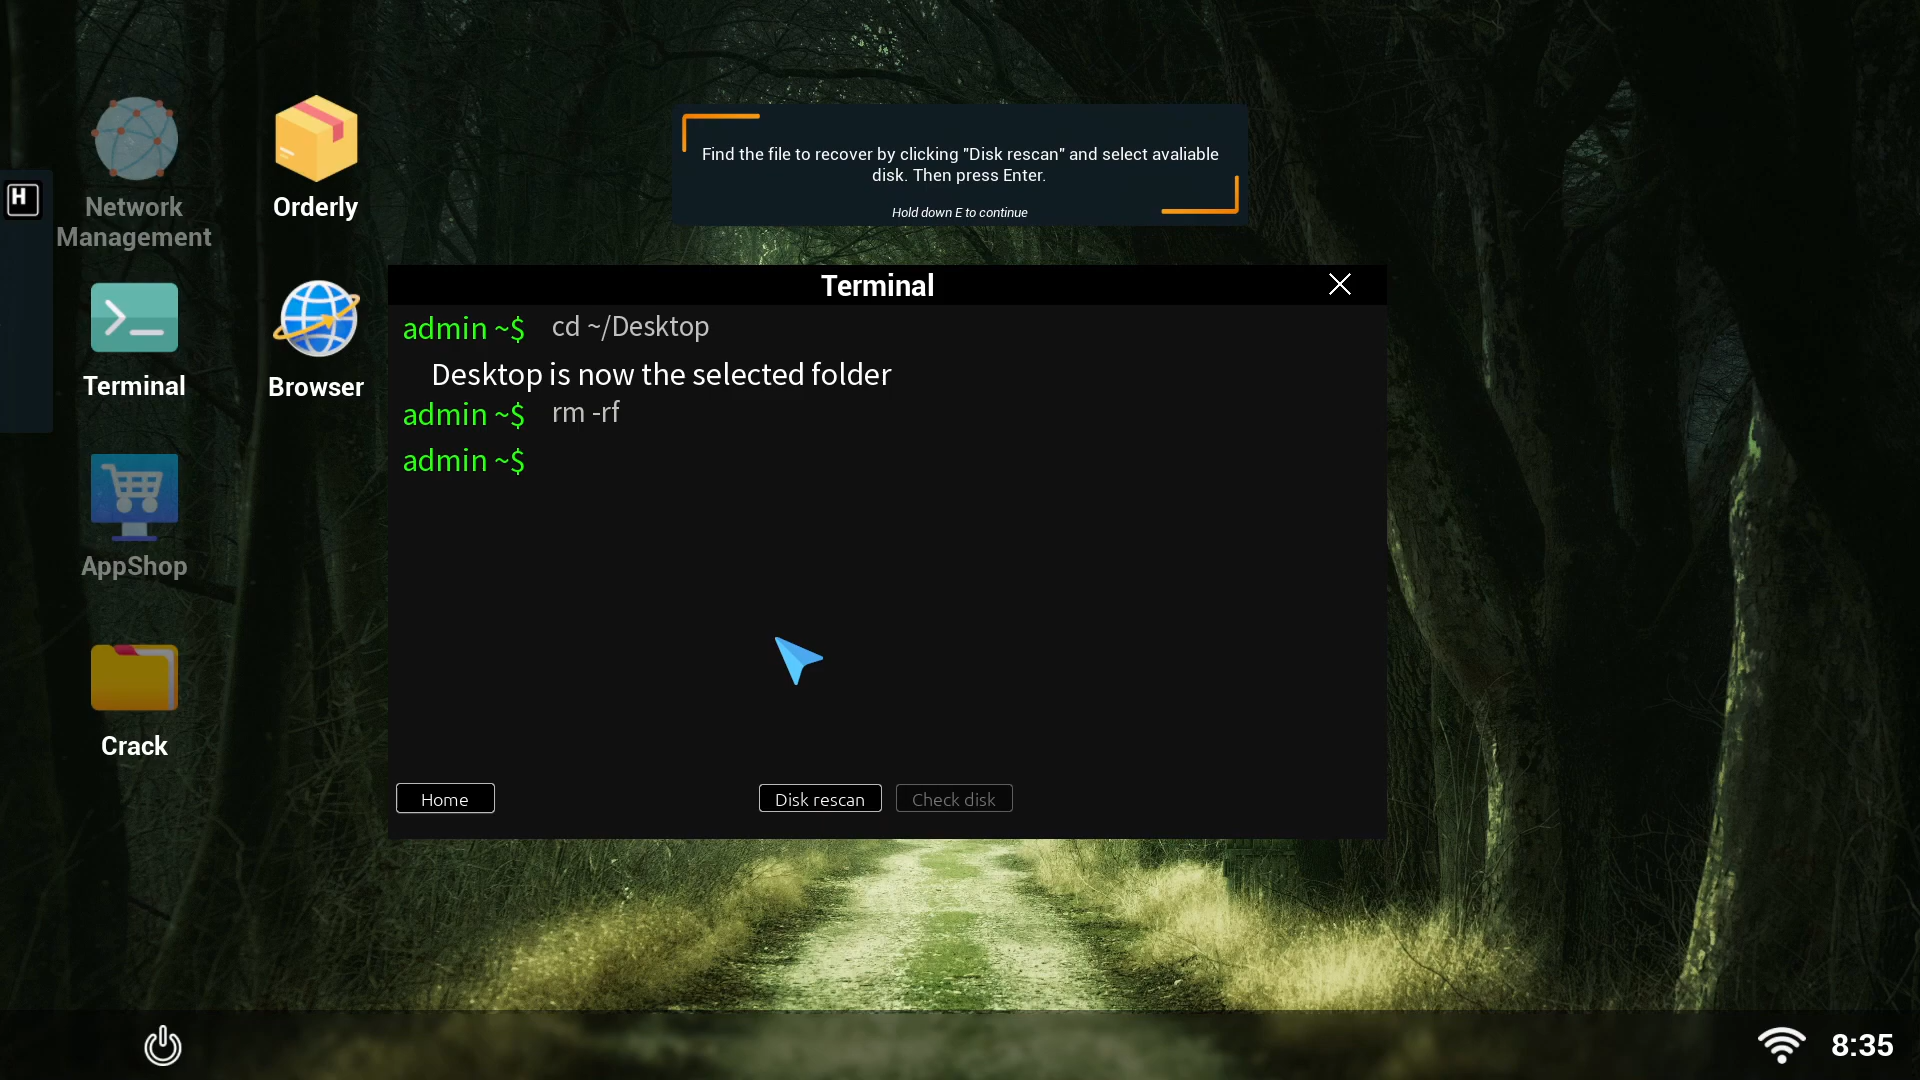 Find the file to recover by clicking "Disk rescan" and select avaliable
disk. Then press Enter.
Hold down E to continue
H
Network
Management
Orderly
Terminal
Browser
AppShop
Crack
Terminal
admin ~$ cd ~/Desktop
Desktop is now the selected folder
admin ~$ rm -rf
admin ~$
Home
Disk rescan
Check disk
8:35